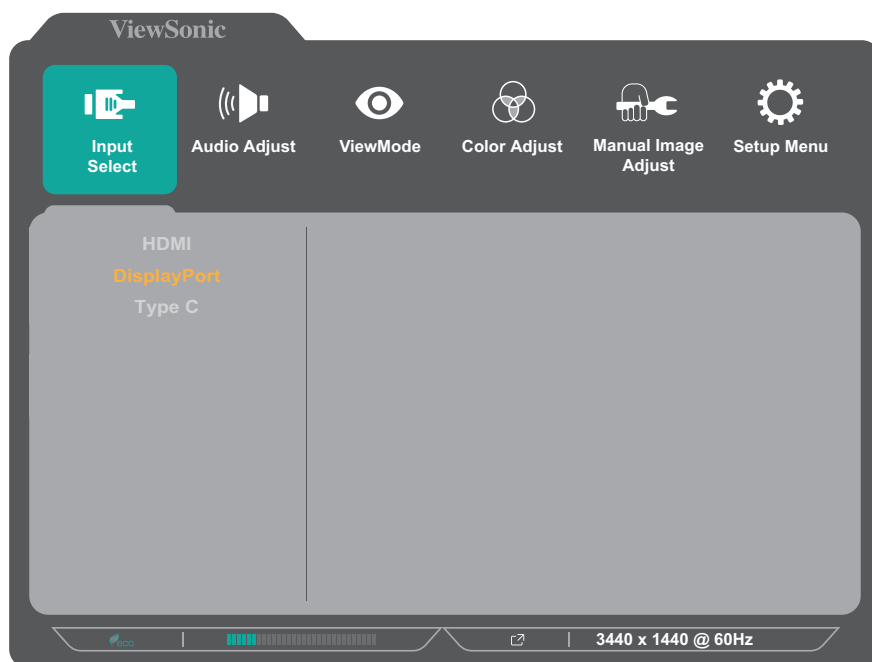 ViewSonic
Input Select
Audio Adjust
ViewMode
Color Adjust
Manual Image Adjust
Setup Menu
HDMI
DisplayPort
Type C
eco
3440 x 1440 @ 60Hz